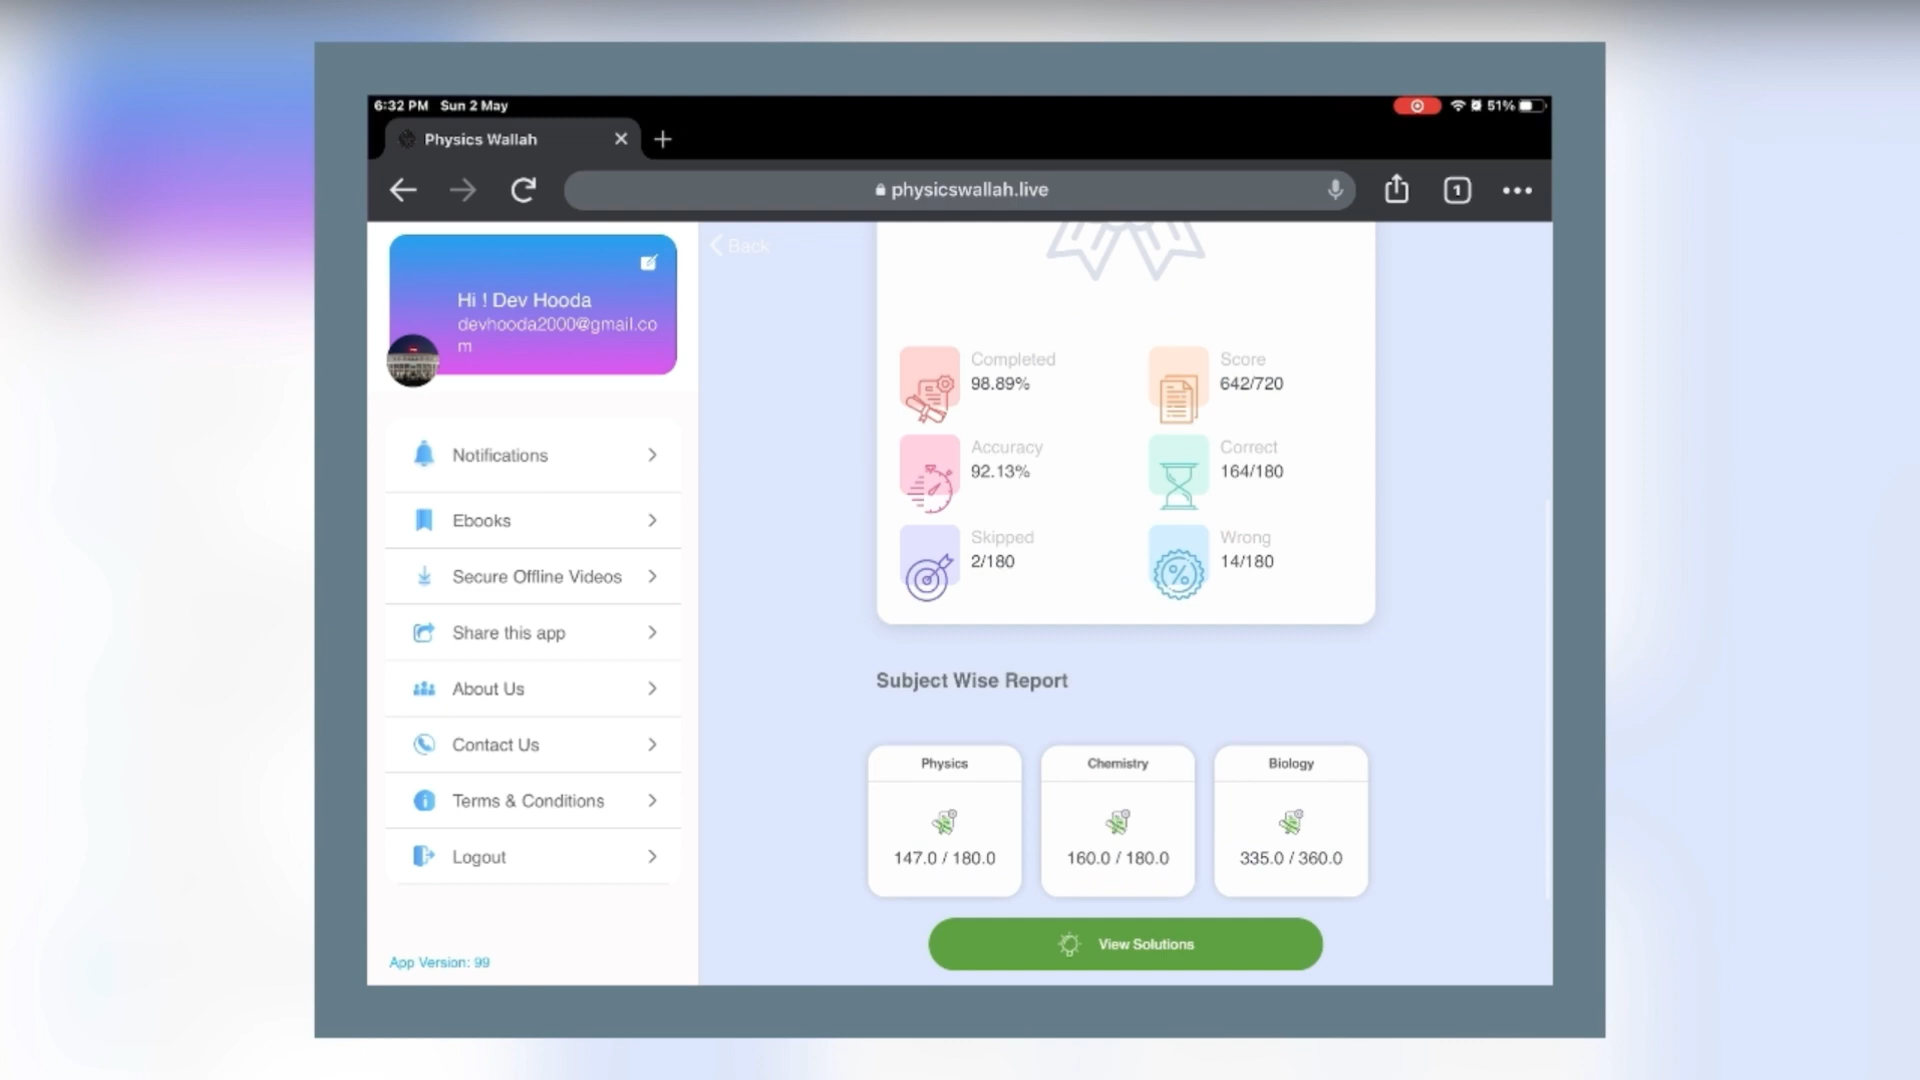 6:32 PM Sun 2 May
51%
Physics Wallah
physicswallah.live
1
Hi ! Dev Hooda
devhooda2000@gmail.co
m
Notifications
Ebooks
Secure Offline Videos
Share this app
About Us
Contact Us
Terms & Conditions
Logout
App Version: 99
Back
Completed
98.89%
Score
642/720
Accuracy
92.13%
Correct
164/180
Skipped
2/180
Wrong
14/180
Subject Wise Report
Physics
147.0 / 180.0
Chemistry
160.0 / 180.0
Biology
335.0 / 360.0
View Solutions